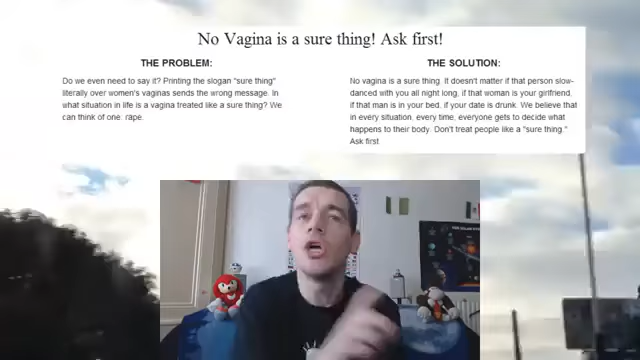 No Vagina is a sure thing! Ask first!
THE PROBLEM:
Do we even need to say it? Printing the slogan "sure thing"
literally over women's vaginas sends the wrong message. In
what situation in life is a vagina treated like a sure thing? We
can think of one: rape.
THE SOLUTION:
No vagina is a sure thing. It doesn't matter if that person slow-
danced with you all night long, if that woman is your girlfriend,
if that man is in your bed, if your date is drunk. We believe that
in every situation, every time, everyone gets to decide what
happens to their body. Don't treat people like a "sure thing."
Ask first.